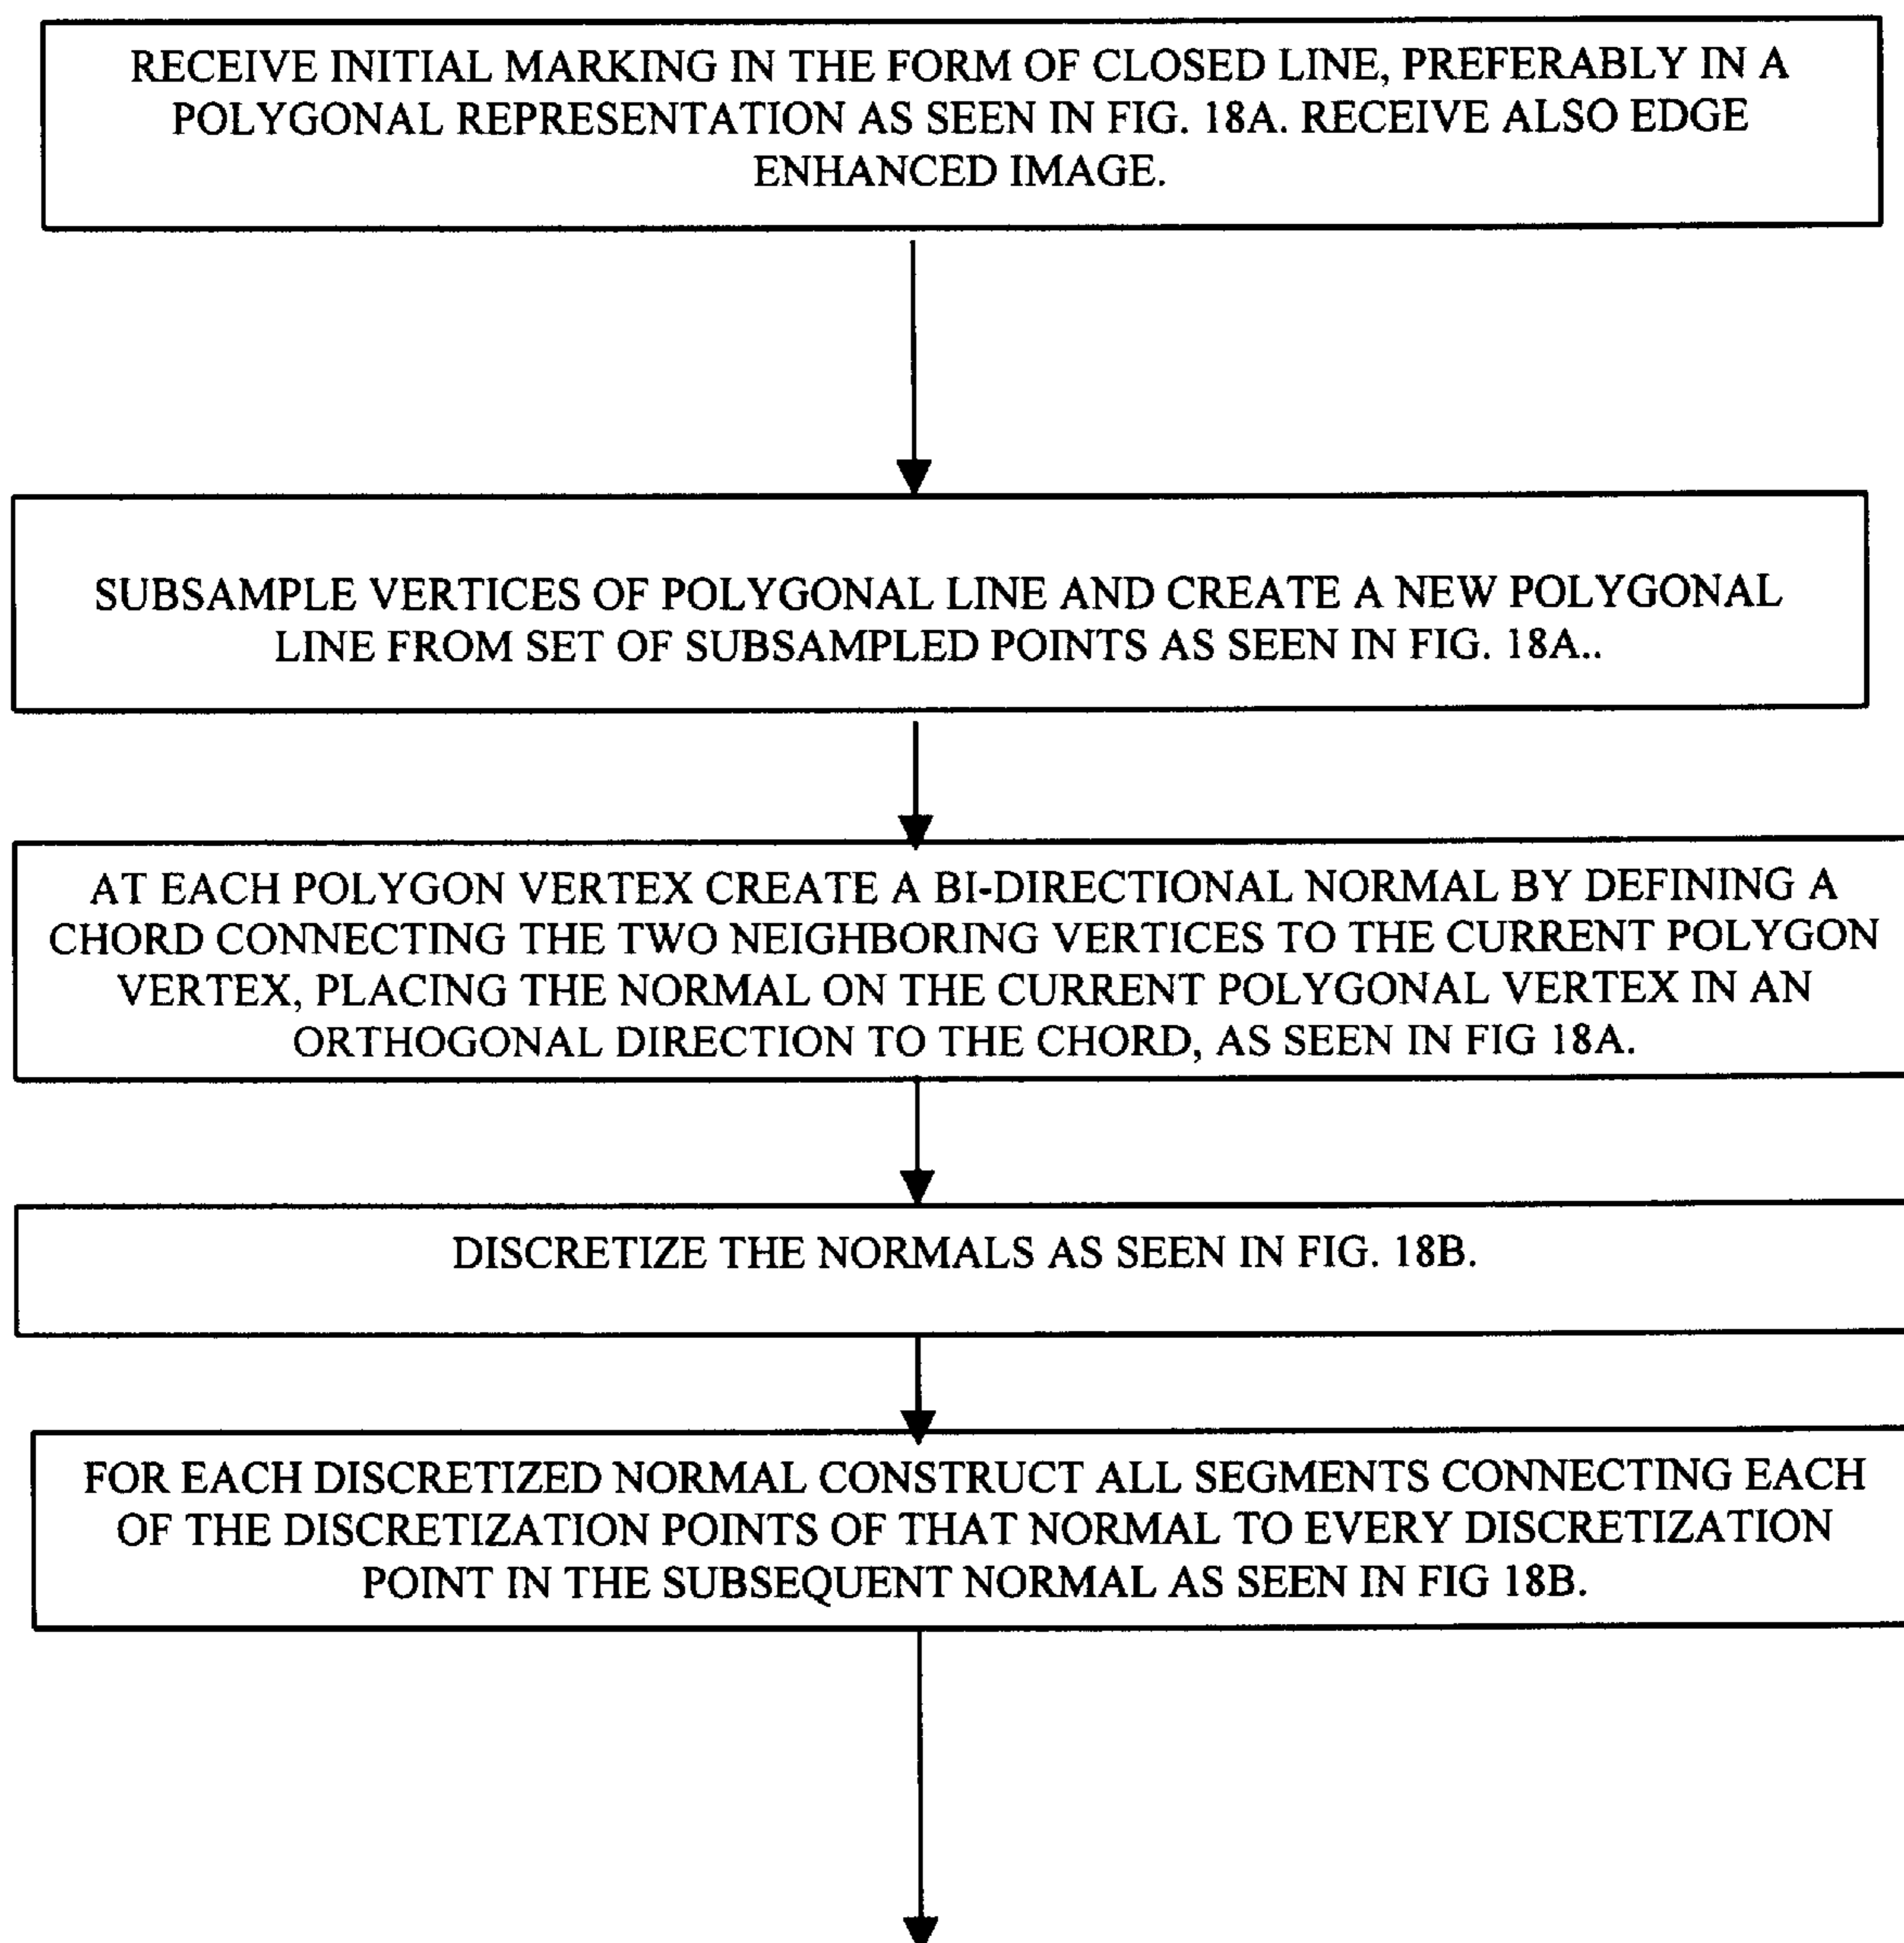 RECEIVE INITIAL MARKING IN THE FORM OF CLOSED LINE, PREFERABLY IN A
POLYGONAL REPRESENTATION AS SEEN IN FIG. 18A. RECEIVE ALSO EDGE
ENHANCED IMAGE.
SUBSAMPLE VERTICES OF POLYGONAL LINE AND CREATE A NEW POLYGONAL
LINE FROM SET OF SUBSAMPLED POINTS AS SEEN IN FIG. 18A..
AT EACH POLYGON VERTEX CREATE A BI-DIRECTIONAL NORMAL BY DEFINING A
CHORD CONNECTING THE TWO NEIGHBORING VERTICES TO THE CURRENT POLYGON
VERTEX, PLACING THE NORMAL ON THE CURRENT POLYGONAL VERTEX IN AN
ORTHOGONAL DIRECTION TO THE CHORD, AS SEEN IN FIG 18A.
DISCRETIZE THE NORMALS AS SEEN IN FIG. 18B.
FOR EACH DISCRETIZED NORMAL CONSTRUCT ALL SEGMENTS CONNECTING EACH
OF THE DISCRETIZATION POINTS OF THAT NORMAL TO EVERY DISCRETIZATION
POINT IN THE SUBSEQUENT NORMAL AS SEEN IN FIG 18B.